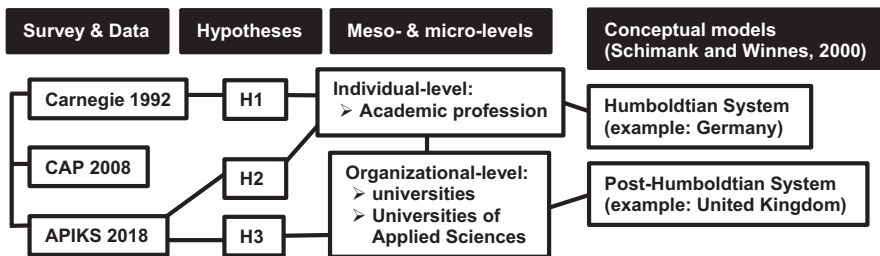 Survey & Data
Hypotheses
Meso- & micro-levels
Conceptual models
(Schimank and Winnes, 2000)
Carnegie 1992
H1
Individual-level:
➢ Academic profession
Humboldtian System
(example: Germany)
CAP 2008
H2
Organizational-level:
➢ universities
➢ Universities of
Applied Sciences
Post-Humboldtian System
(example: United Kingdom)
APIKS 2018
H3